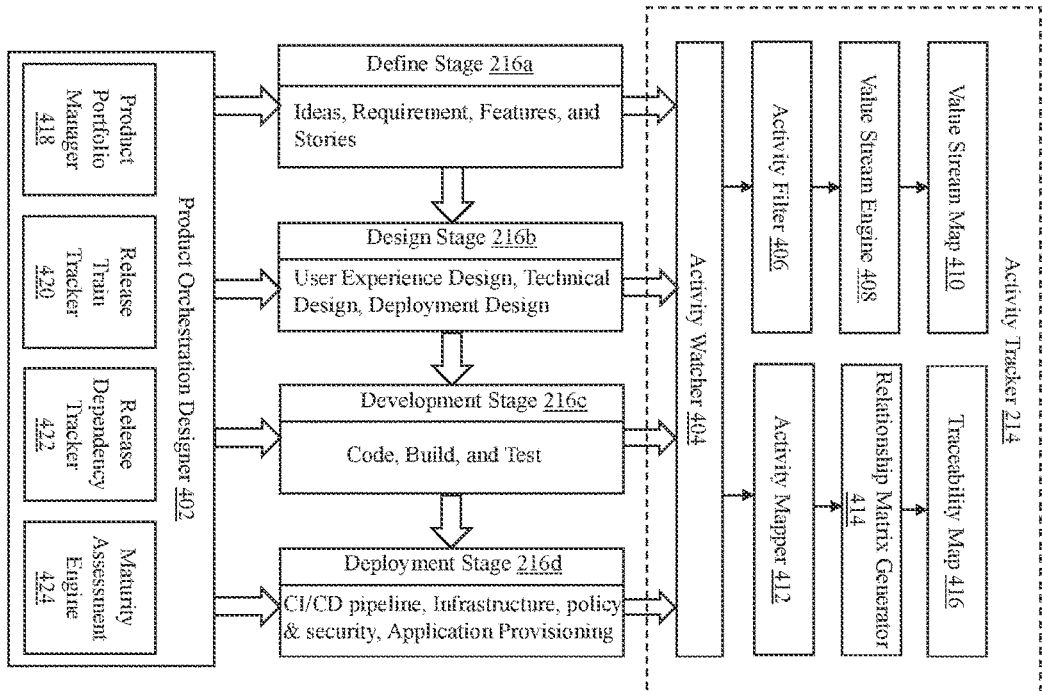 Product
Portfolio
Manager
418
Release
Train
Tracker
420
Release
Dependency
Tracker
422
Maturity
Assessment
Engine
424
Product Orchestration Designer 402
Define Stage 216a
Ideas, Requirement, Features, and
Stories
Design Stage 216b
User Experience Design, Technical
Design, Deployment Design
Development Stage 216c
Code, Build, and Test
Deployment Stage 216d
CI/CD pipeline, Infrastructure, policy
& security, Application Provisioning
Activity Watcher 404
Activity Filter 406
Value Stream Engine 408
Value Stream Map 410
Activity Mapper 412
Relationship Matrix Generator
414
Traceability Map 416
Activity Tracker 214